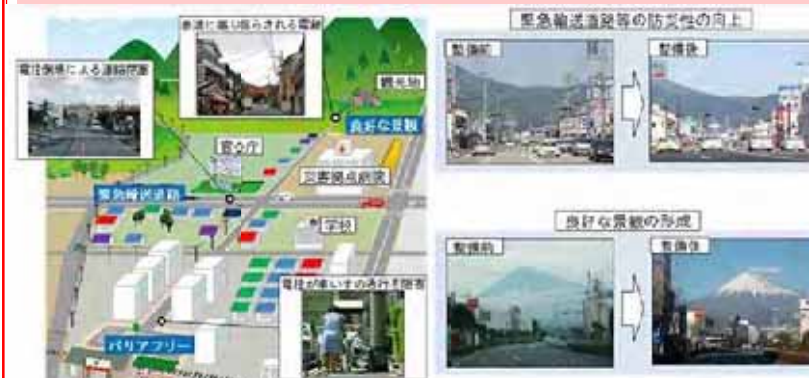 参道に張り巡らされる電線
電柱倒壊による道路閉塞
観光地
良好な景観
官公庁
災害拠点病院
緊急輸送道路
学校
電柱が車いすの通行を阻害
バリアフリー
緊急輸送道路等の防災性の向上
整備前
整備後
良好な景観の形成
整備前
整備後